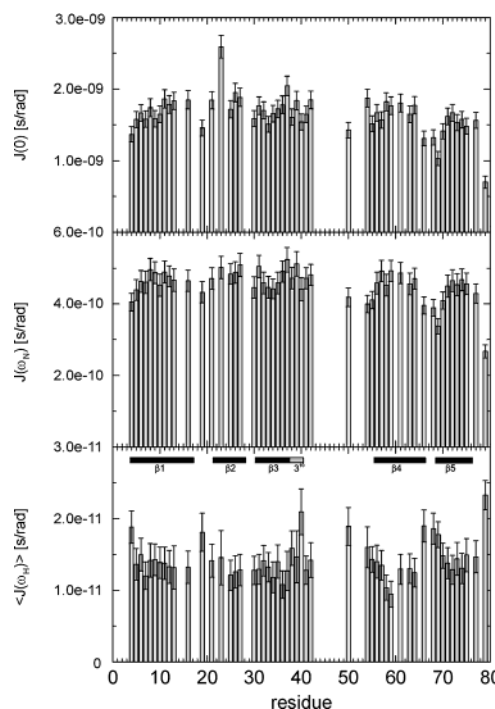 3.0e-09
2.0e-09
1.0e-09
J(0) [s/rad]
6.0e-10
4.0e-10
2.0e-10
J(ωN) [s/rad]
3.0e-11
β1 β2 β3 3¹⁰ β4 β5
2.0e-11
1.0e-11
0
<J(ωH)> [s/rad]
0 10 20 30 40 50 60 70 80
residue